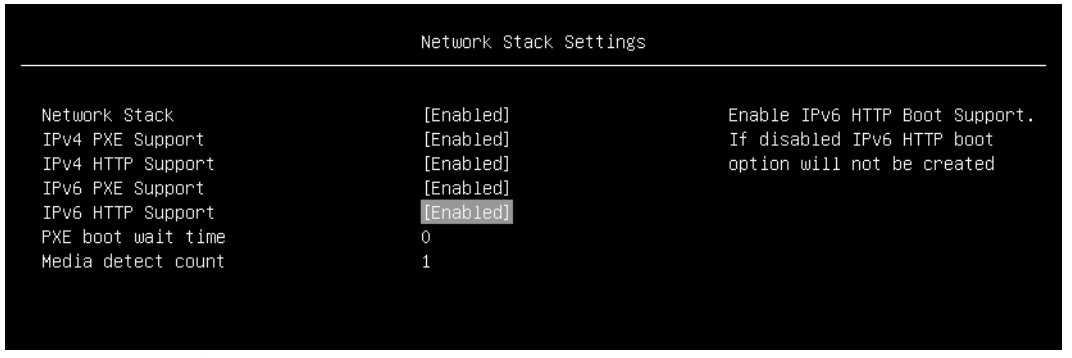 Network Stack Settings
Network Stack [Enabled] Enable IPv6 HTTP Boot Support.
IPv4 PXE Support [Enabled] If disabled IPv6 HTTP boot
IPv4 HTTP Support [Enabled] option will not be created
IPv6 PXE Support [Enabled]
IPv6 HTTP Support [Enabled]
PXE boot wait time 0
Media detect count 1